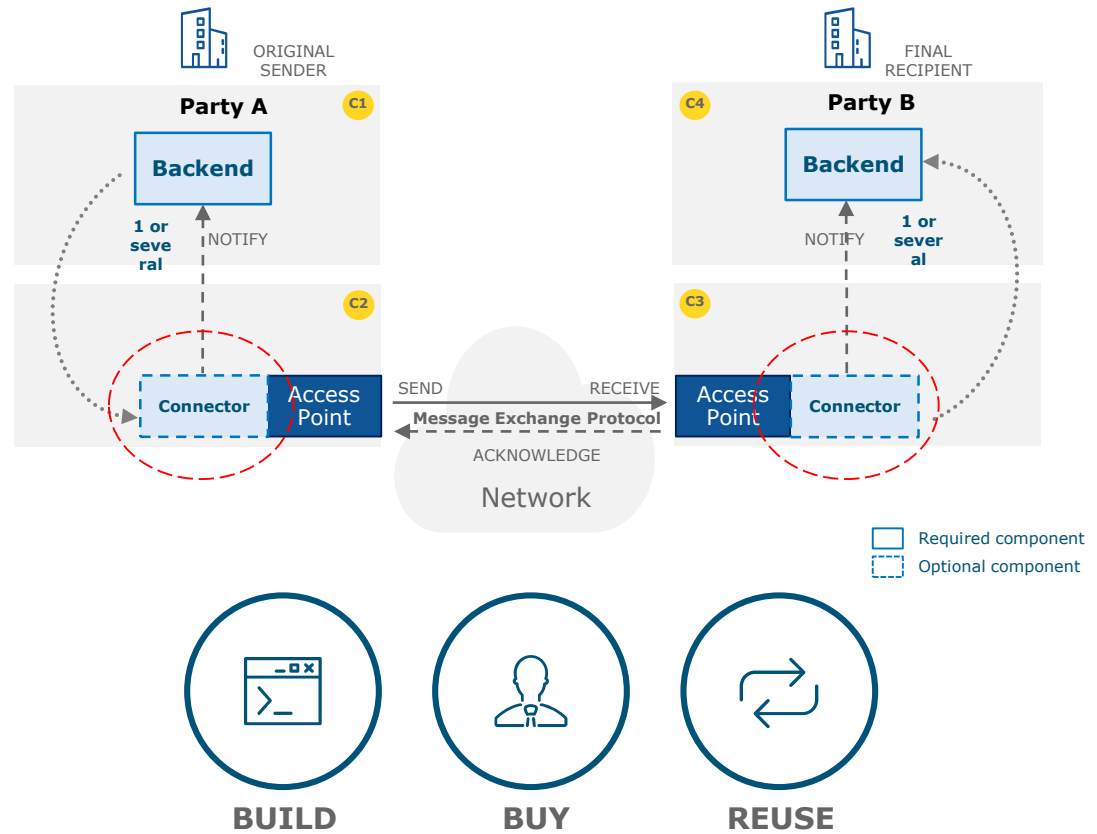 ORIGINAL
SENDER
FINAL
RECIPIENT
Party A
C1
C4
Party B
Backend
Backend
1 or
seve
ral
NOTIFY
NOTIFY
1 or
sever
al
C2
C3
Connector
Access
Point
SEND
RECEIVE
Message Exchange Protocol
ACKNOWLEDGE
Network
Access
Point
Connector
Required component
Optional component
BUILD
BUY
REUSE